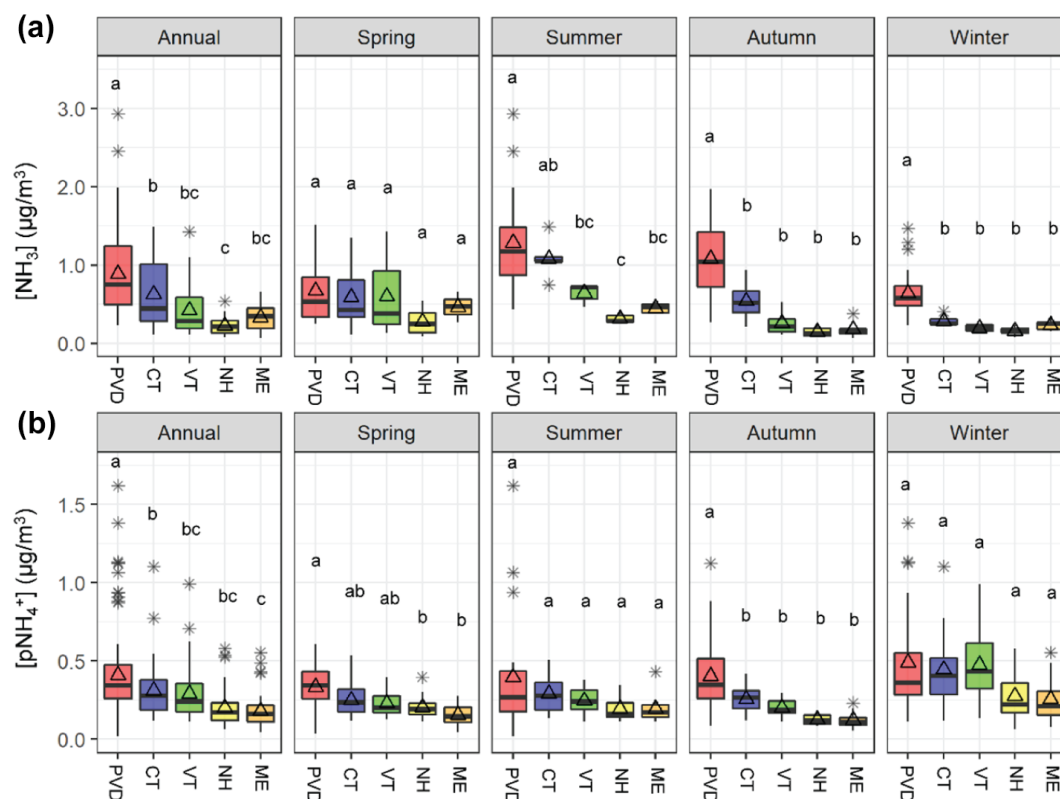 (a)
Annual Spring Summer Autumn Winter
[NH₃] (µg/m³)
3.0
2.0
1.0
0.0
a b bc c bc
a a a a a
a ab bc c bc
a b b b b
a b b b b
PVD CT VT NH ME PVD CT VT NH ME PVD CT VT NH ME PVD CT VT NH ME PVD CT VT NH ME
(b)
Annual Spring Summer Autumn Winter
[pNH₄⁺] (µg/m³)
1.5
1.0
0.5
0.0
a b bc bc c
a ab ab b b
a a a a a
a b b b b
a a a a a
PVD CT VT NH ME PVD CT VT NH ME PVD CT VT NH ME PVD CT VT NH ME PVD CT VT NH ME